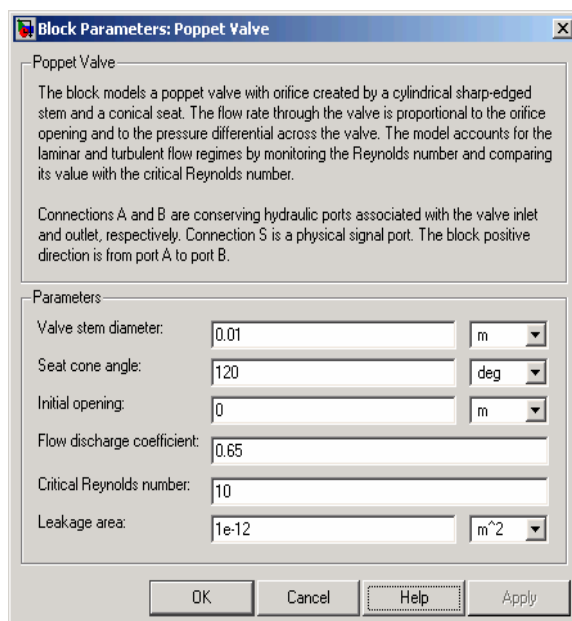 Block Parameters: Poppet Valve
Poppet Valve
The block models a poppet valve with orifice created by a cylindrical sharp-edged
stem and a conical seat. The flow rate through the valve is proportional to the orifice
opening and to the pressure differential across the valve. The model accounts for the
laminar and turbulent flow regimes by monitoring the Reynolds number and comparing
its value with the critical Reynolds number.
Connections A and B are conserving hydraulic ports associated with the valve inlet
and outlet, respectively. Connection S is a physical signal port. The block positive
direction is from port A to port B.
Parameters
Valve stem diameter: 0.01 m
Seat cone angle: 120 deg
Initial opening: 0 m
Flow discharge coefficient: 0.65
Critical Reynolds number: 10
Leakage area: 1e-12 m^2
OK Cancel Help Apply